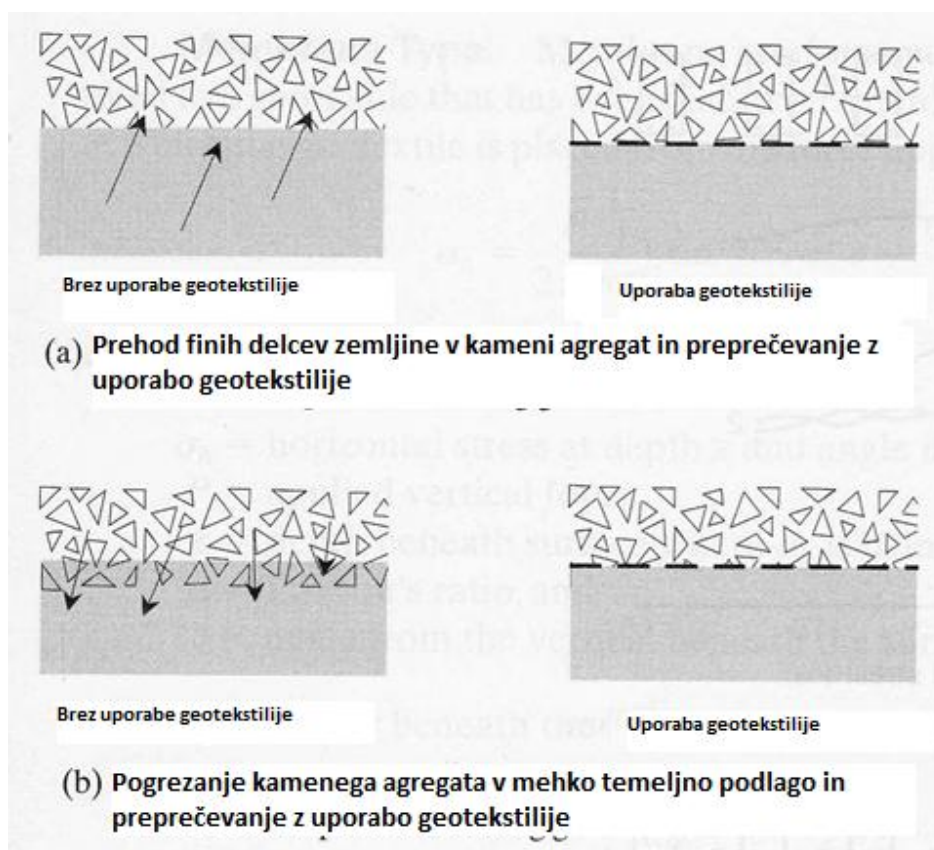 Brez uporabe geotekstilije
Uporaba geotekstilije
(a) Prehod finih delcev zemljine v kameni agregat in preprečevanje z
uporabo geotekstilije
Brez uporabe geotekstilije
Uporaba geotekstilije
(b) Pogrezanje kamenega agregata v mehko temeljno podlago in
preprečevanje z uporabo geotekstilije